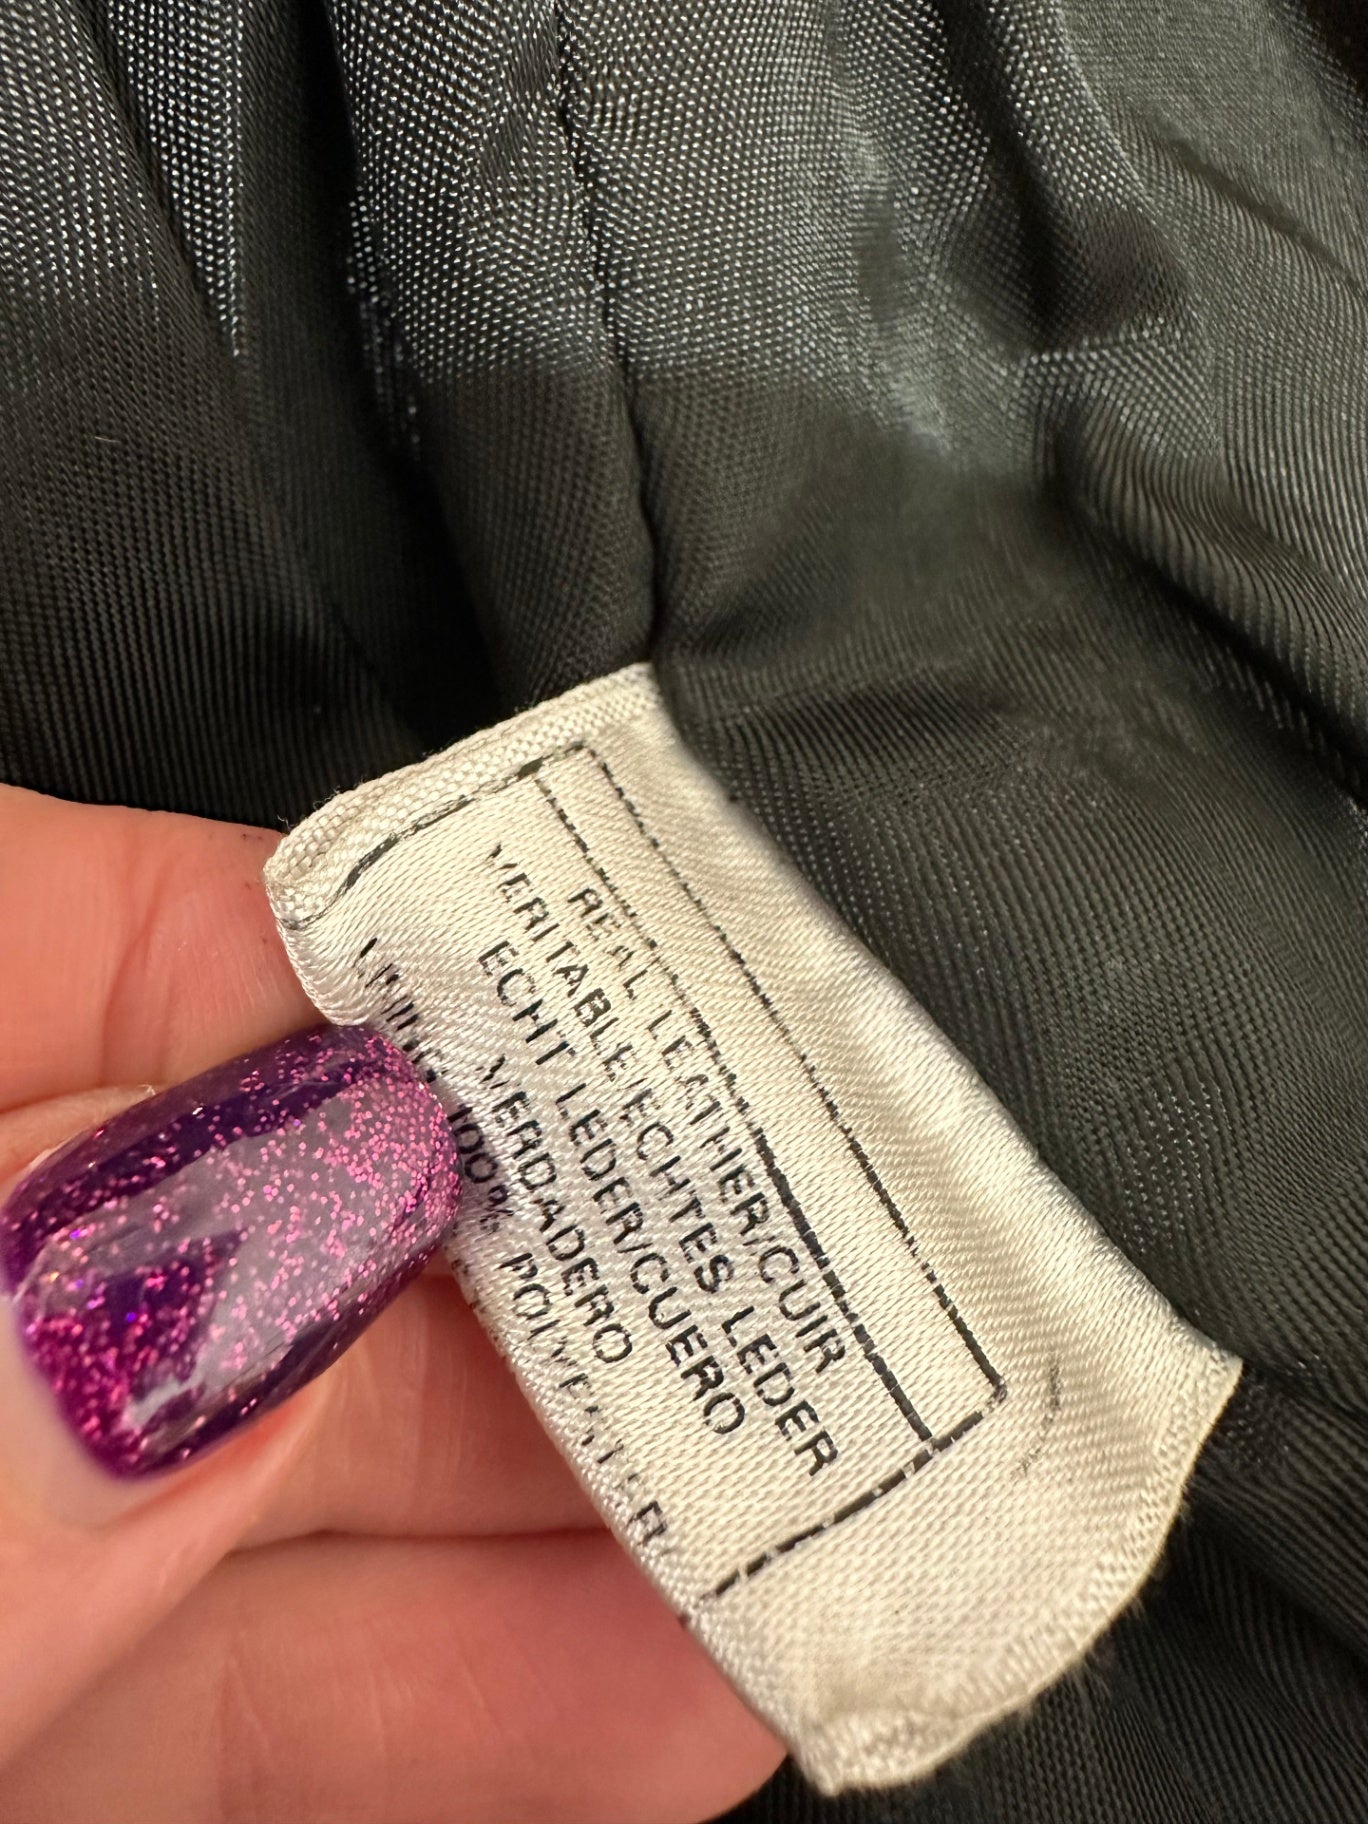 REAL LEATHER/CUIR
VERITABLE/ECHTES LEDER
ECHT LEDER/CUERO
VERDADERO
100% POLYESTER